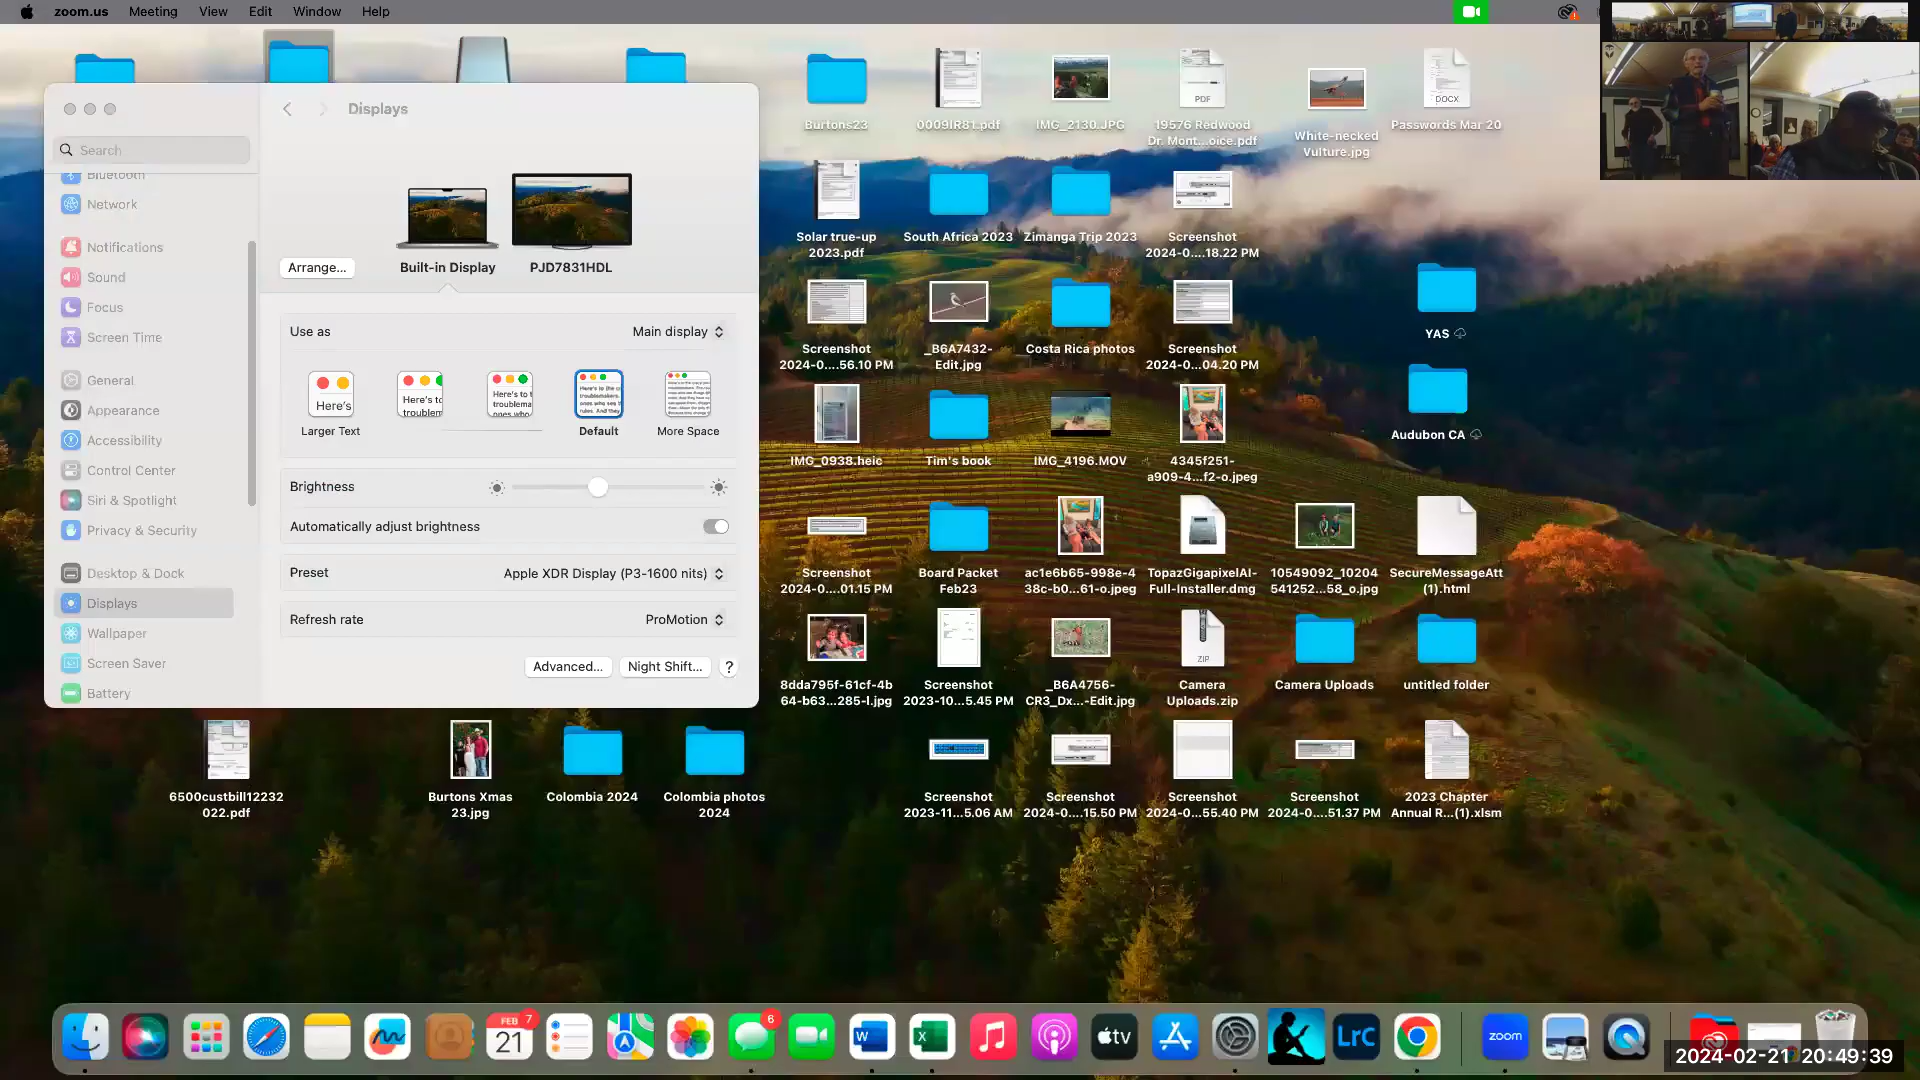 zoom.us Meeting View Edit Window Help
Displays
Search
Bluetooth
Network
Notifications
Sound
Focus
Screen Time
General
Appearance
Accessibility
Control Center
Siri & Spotlight
Privacy & Security
Desktop & Dock
Displays
Wallpaper
Screen Saver
Battery
Arrange...
Built-in Display
PJD7831HDL
Use as
Main display
Here's
Larger Text
Default
More Space
Brightness
Automatically adjust brightness
Preset
Apple XDR Display (P3-1600 nits)
Refresh rate
ProMotion
Advanced...
Night Shift...
?
Burtons23
0009IR81.pdf
IMG_2130.JPG
PDF
19576 Redwood
Dr. Mont...oice.pdf
White-necked
Vulture.jpg
DOCX
Passwords Mar 20
Solar true-up
2023.pdf
South Africa 2023
Zimanga Trip 2023
Screenshot
2024-0....18.22 PM
YAS
Screenshot
2024-0....56.10 PM
_B6A7432-
Edit.jpg
Costa Rica photos
Screenshot
2024-0....04.20 PM
Audubon CA
IMG_0938.heic
Tim's book
IMG_4196.MOV
4345f251-
a909-4...f2-o.jpeg
Screenshot
2024-0....01.15 PM
Board Packet
Feb23
ac1e6b65-998e-4
38c-b0...61-o.jpeg
TopazGigapixelAI-
Full-Installer.dmg
10549092_10204
541252...58_o.jpg
SecureMessageAtt
(1).html
8dda795f-61cf-4b
64-b63...285-l.jpg
Screenshot
2023-10...5.45 PM
_B6A4756-
CR3_Dx...-Edit.jpg
ZIP
Camera
Uploads.zip
Camera Uploads
untitled folder
6500custbill12232
022.pdf
Burtons Xmas
23.jpg
Colombia 2024
Colombia photos
2024
Screenshot
2023-11...5.06 AM
Screenshot
2024-0....15.50 PM
Screenshot
2024-0....55.40 PM
Screenshot
2024-0....51.37 PM
2023 Chapter
Annual R...(1).xlsm
FEB
7
21
6
W
X
tv
LrC
zoom
2024-02-21 20:49:39